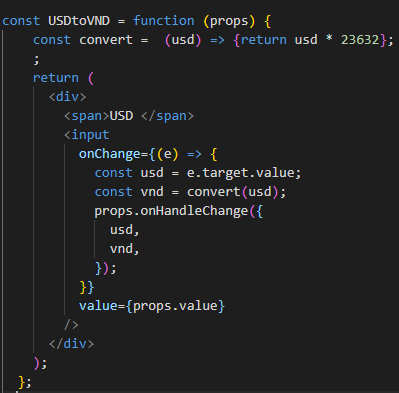 const USDtoVND = function (props) {
    const convert =  (usd) => {return usd * 23632};
    ;
    return (
      <div>
        <span>USD </span>
        <input
          onChange={(e) => {
            const usd = e.target.value;
            const vnd = convert(usd);
            props.onHandleChange({
              usd,
              vnd,
            });
          }}
          value={props.value}
        />
      </div>
    );
  };